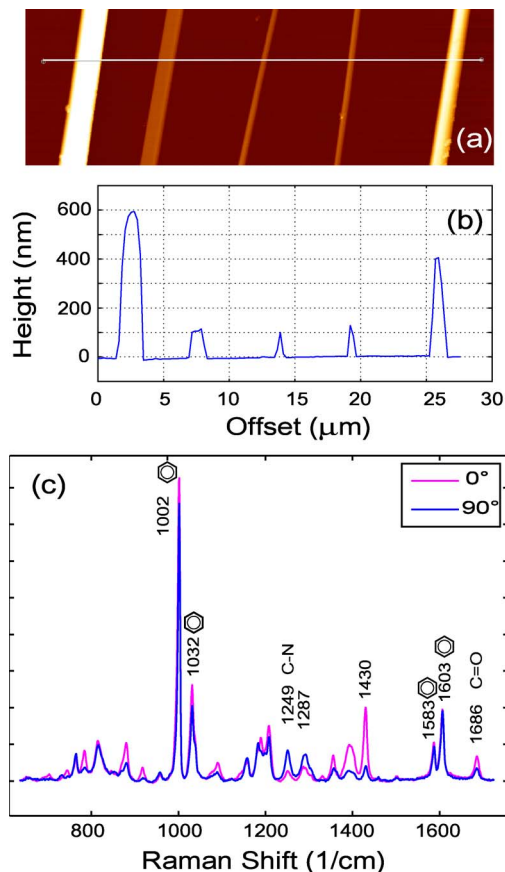 (a)
(b)
Height (nm)
600
400
200
0
0 5 10 15 20 25 30
Offset (μm)
(c)
0°
90°
1002
1032
1249 C-N
1287
1430
1583
1603
1686 C=O
800 1000 1200 1400 1600
Raman Shift (1/cm)